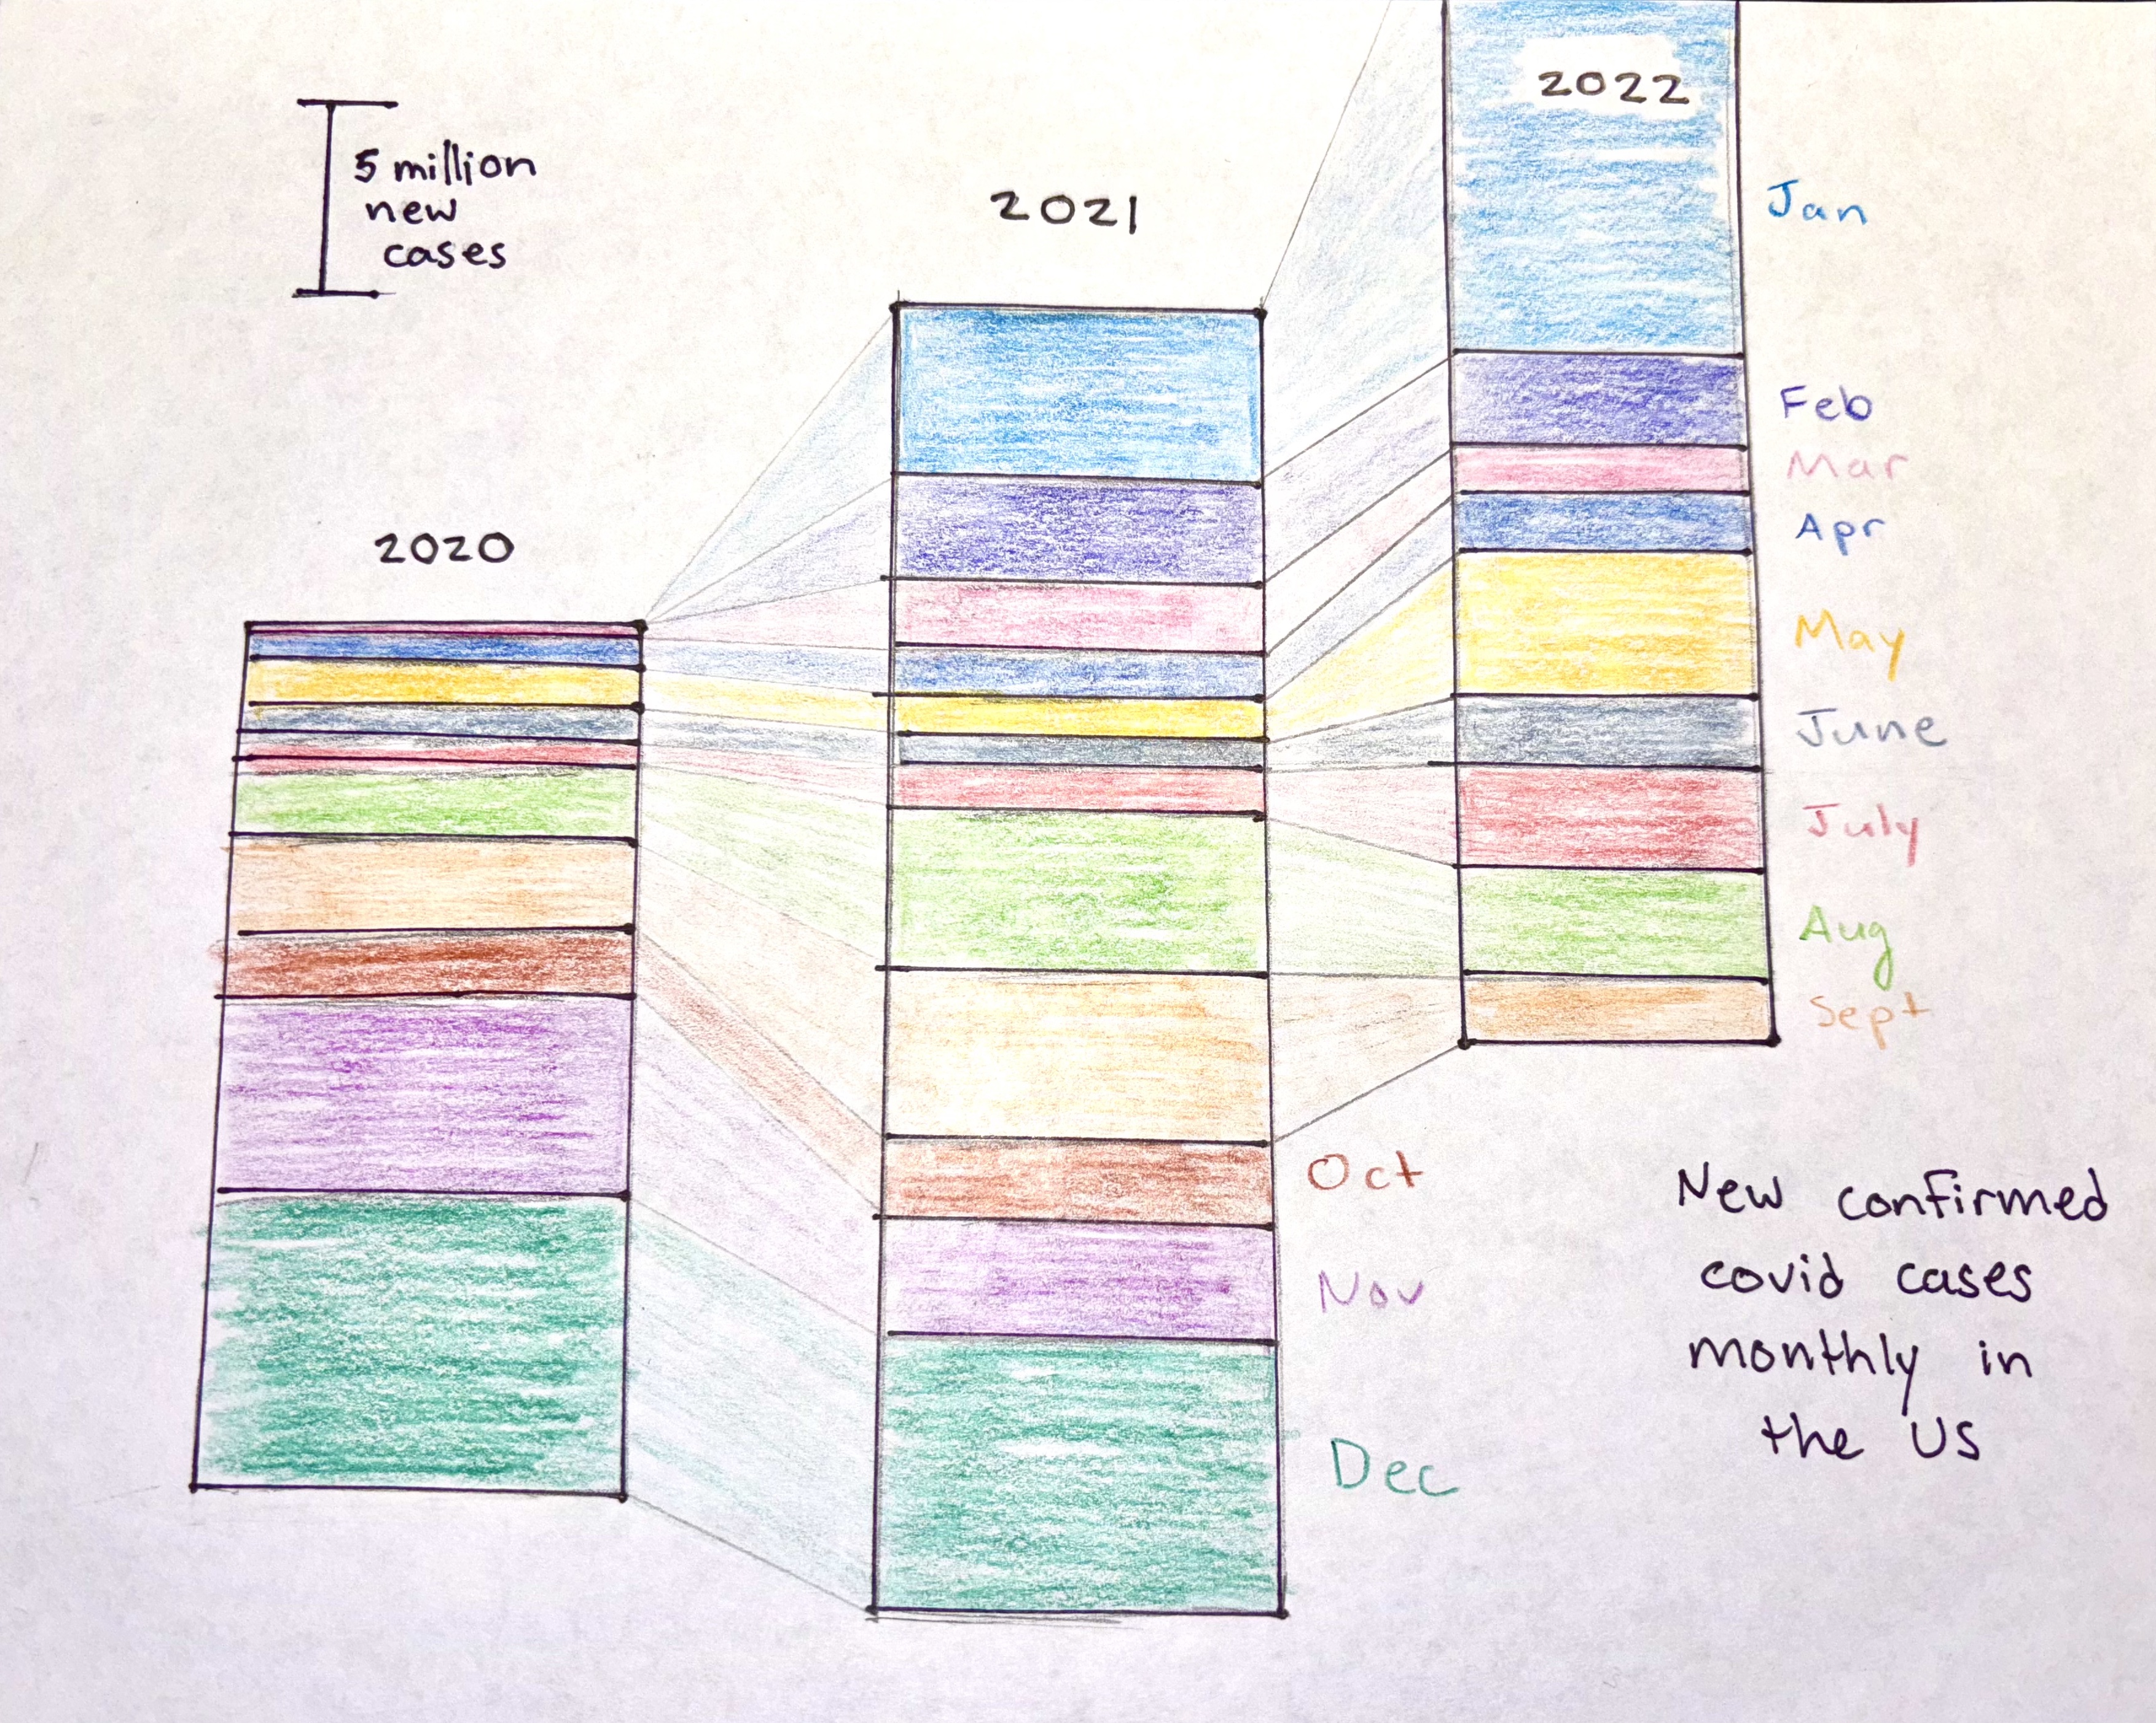 5 million
new
cases
2020
2021
2022
Jan
Feb
Mar
Apr
May
June
July
Aug
Sept
Oct
Nov
Dec
New confirmed
covid cases
monthly in
the US